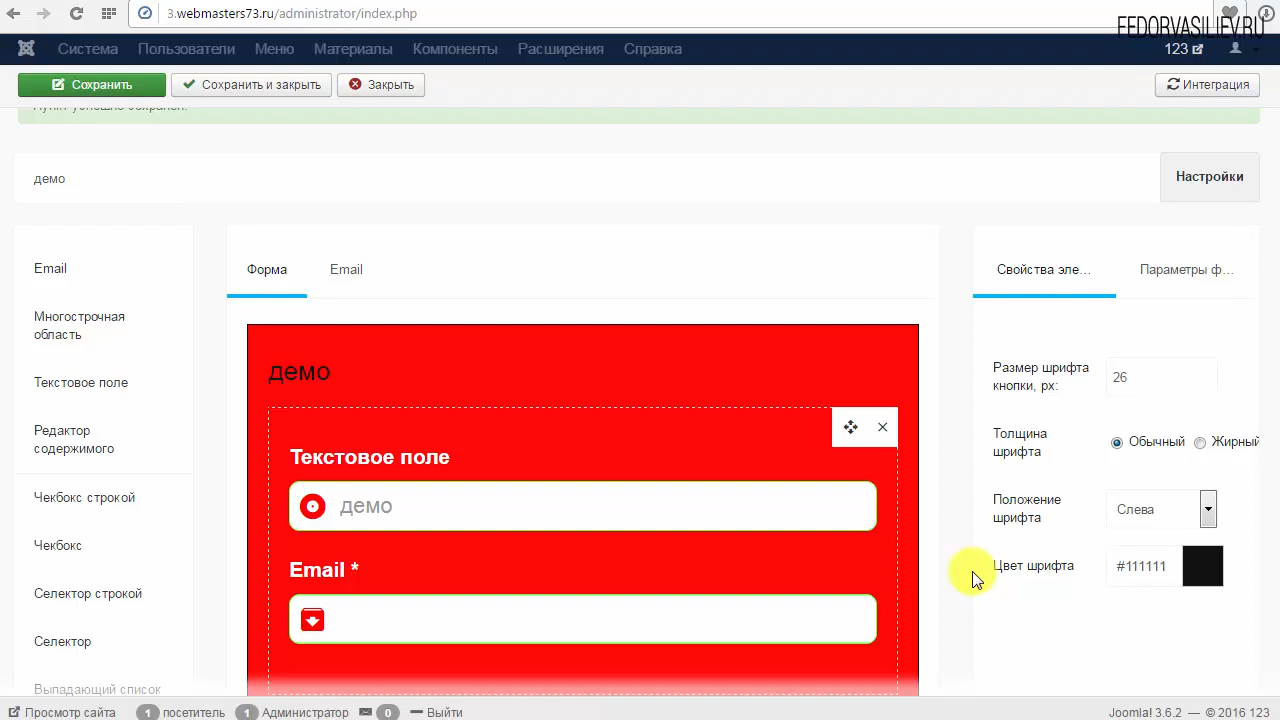 3.webmasters73.ru/administrator/index.php
FEDORVASILIEV.RU
Система Пользователи Меню Материалы Компоненты Расширения Справка 123
Сохранить Сохранить и закрыть Закрыть Интеграция
Пункт успешно сохранён.
демо Настройки
Email
Многострочная
область
Текстовое поле
Редактор
содержимого
Чекбокс строкой
Чекбокс
Селектор строкой
Селектор
Выпадающий список
Форма Email
демо
Текстовое поле
демо
Email *
Свойства эле... Параметры ф...
Размер шрифта
кнопки, px:
26
Толщина
шрифта
Обычный Жирный
Положение
шрифта
Слева
Цвет шрифта #111111
Просмотр сайта 1 посетитель 1 Администратор 0 Выйти Joomla! 3.6.2 — © 2016 123